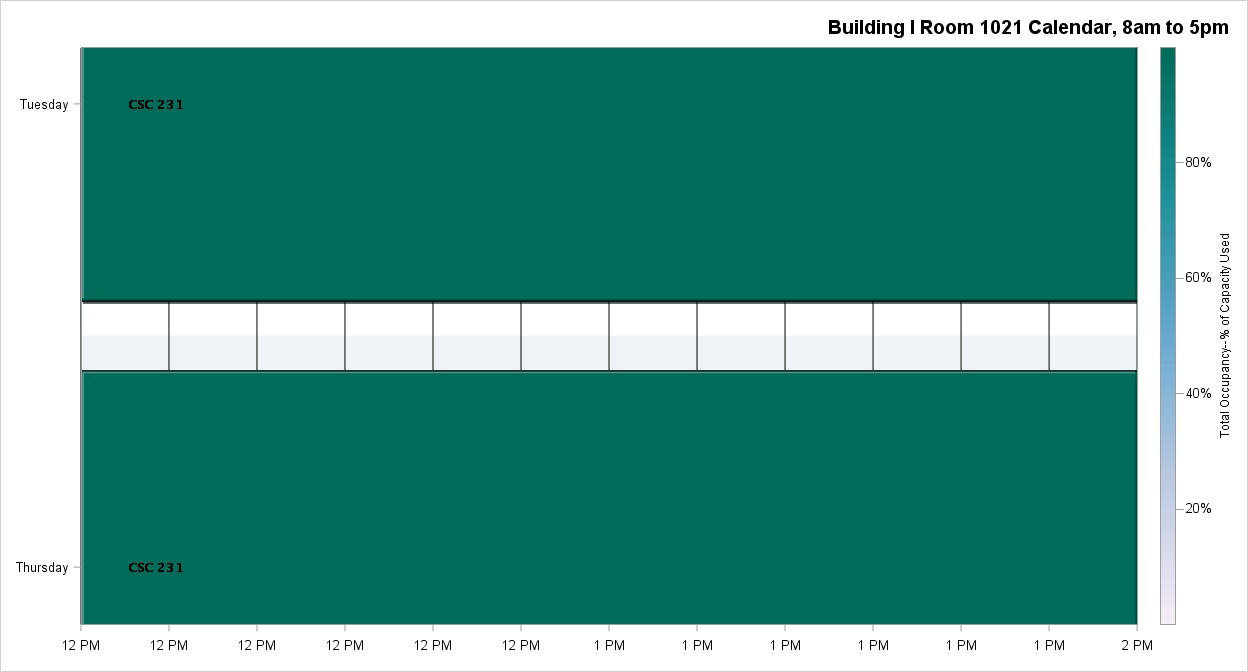 Building I Room 1021 Calendar, 8am to 5pm
Tuesday
CSC 231
Thursday
CSC 231
12 PM 12 PM 12 PM 12 PM 12 PM 12 PM 1 PM 1 PM 1 PM 1 PM 1 PM 1 PM 2 PM
80%
60%
40%
20%
Total Occupancy--% of Capacity Used